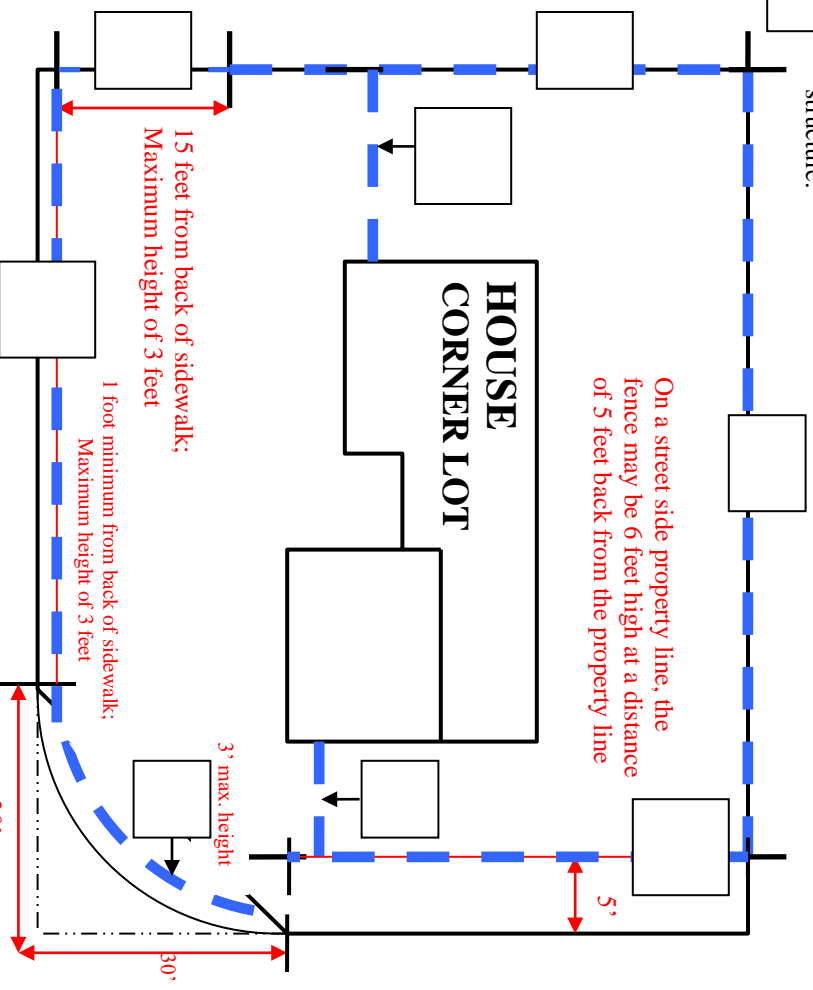 structure.
On a street side property line, the
fence may be 6 feet high at a distance
of 5 feet back from the property line
HOUSE
CORNER LOT
15 feet from back of sidewalk;
Maximum height of 3 feet
1 foot minimum from back of sidewalk;
Maximum height of 3 feet
3’ max. height
5’
30’